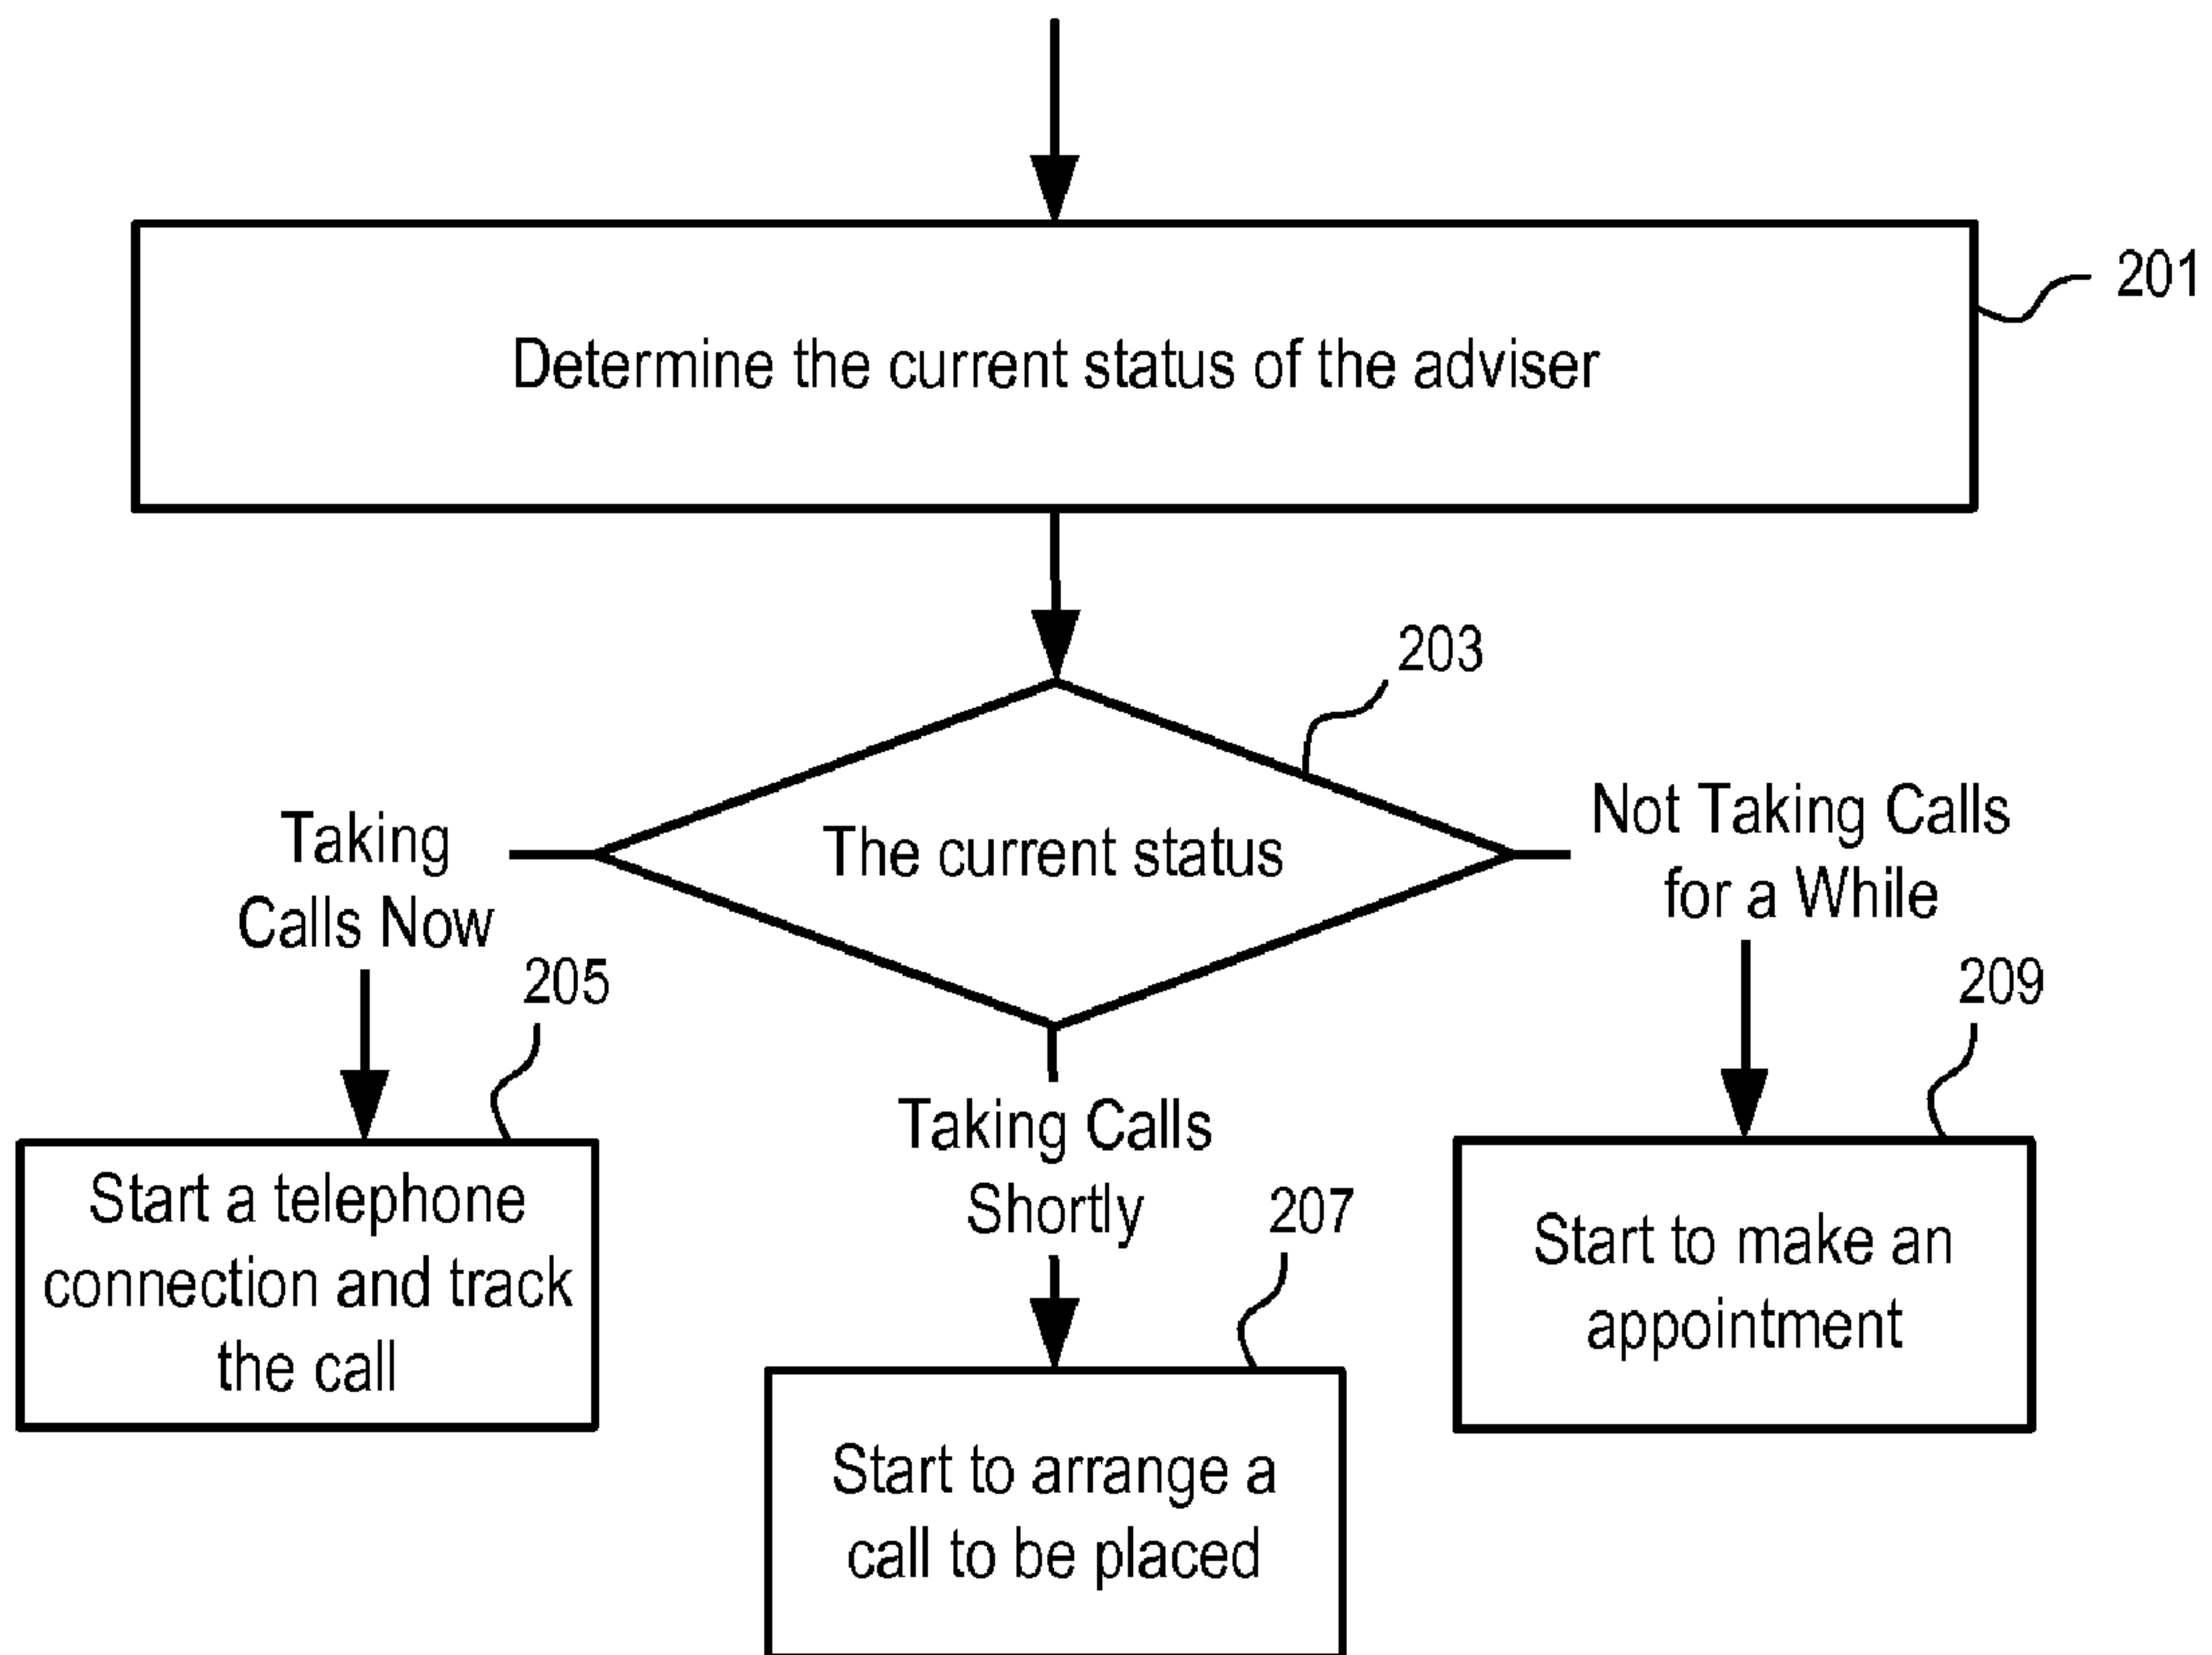 201
Determine the current status of the adviser
203
The current status
Taking
Calls Now
Not Taking Calls
for a While
205
209
Start a telephone
connection and track
the call
Taking Calls
Shortly
207
Start to make an
appointment
Start to arrange a
call to be placed